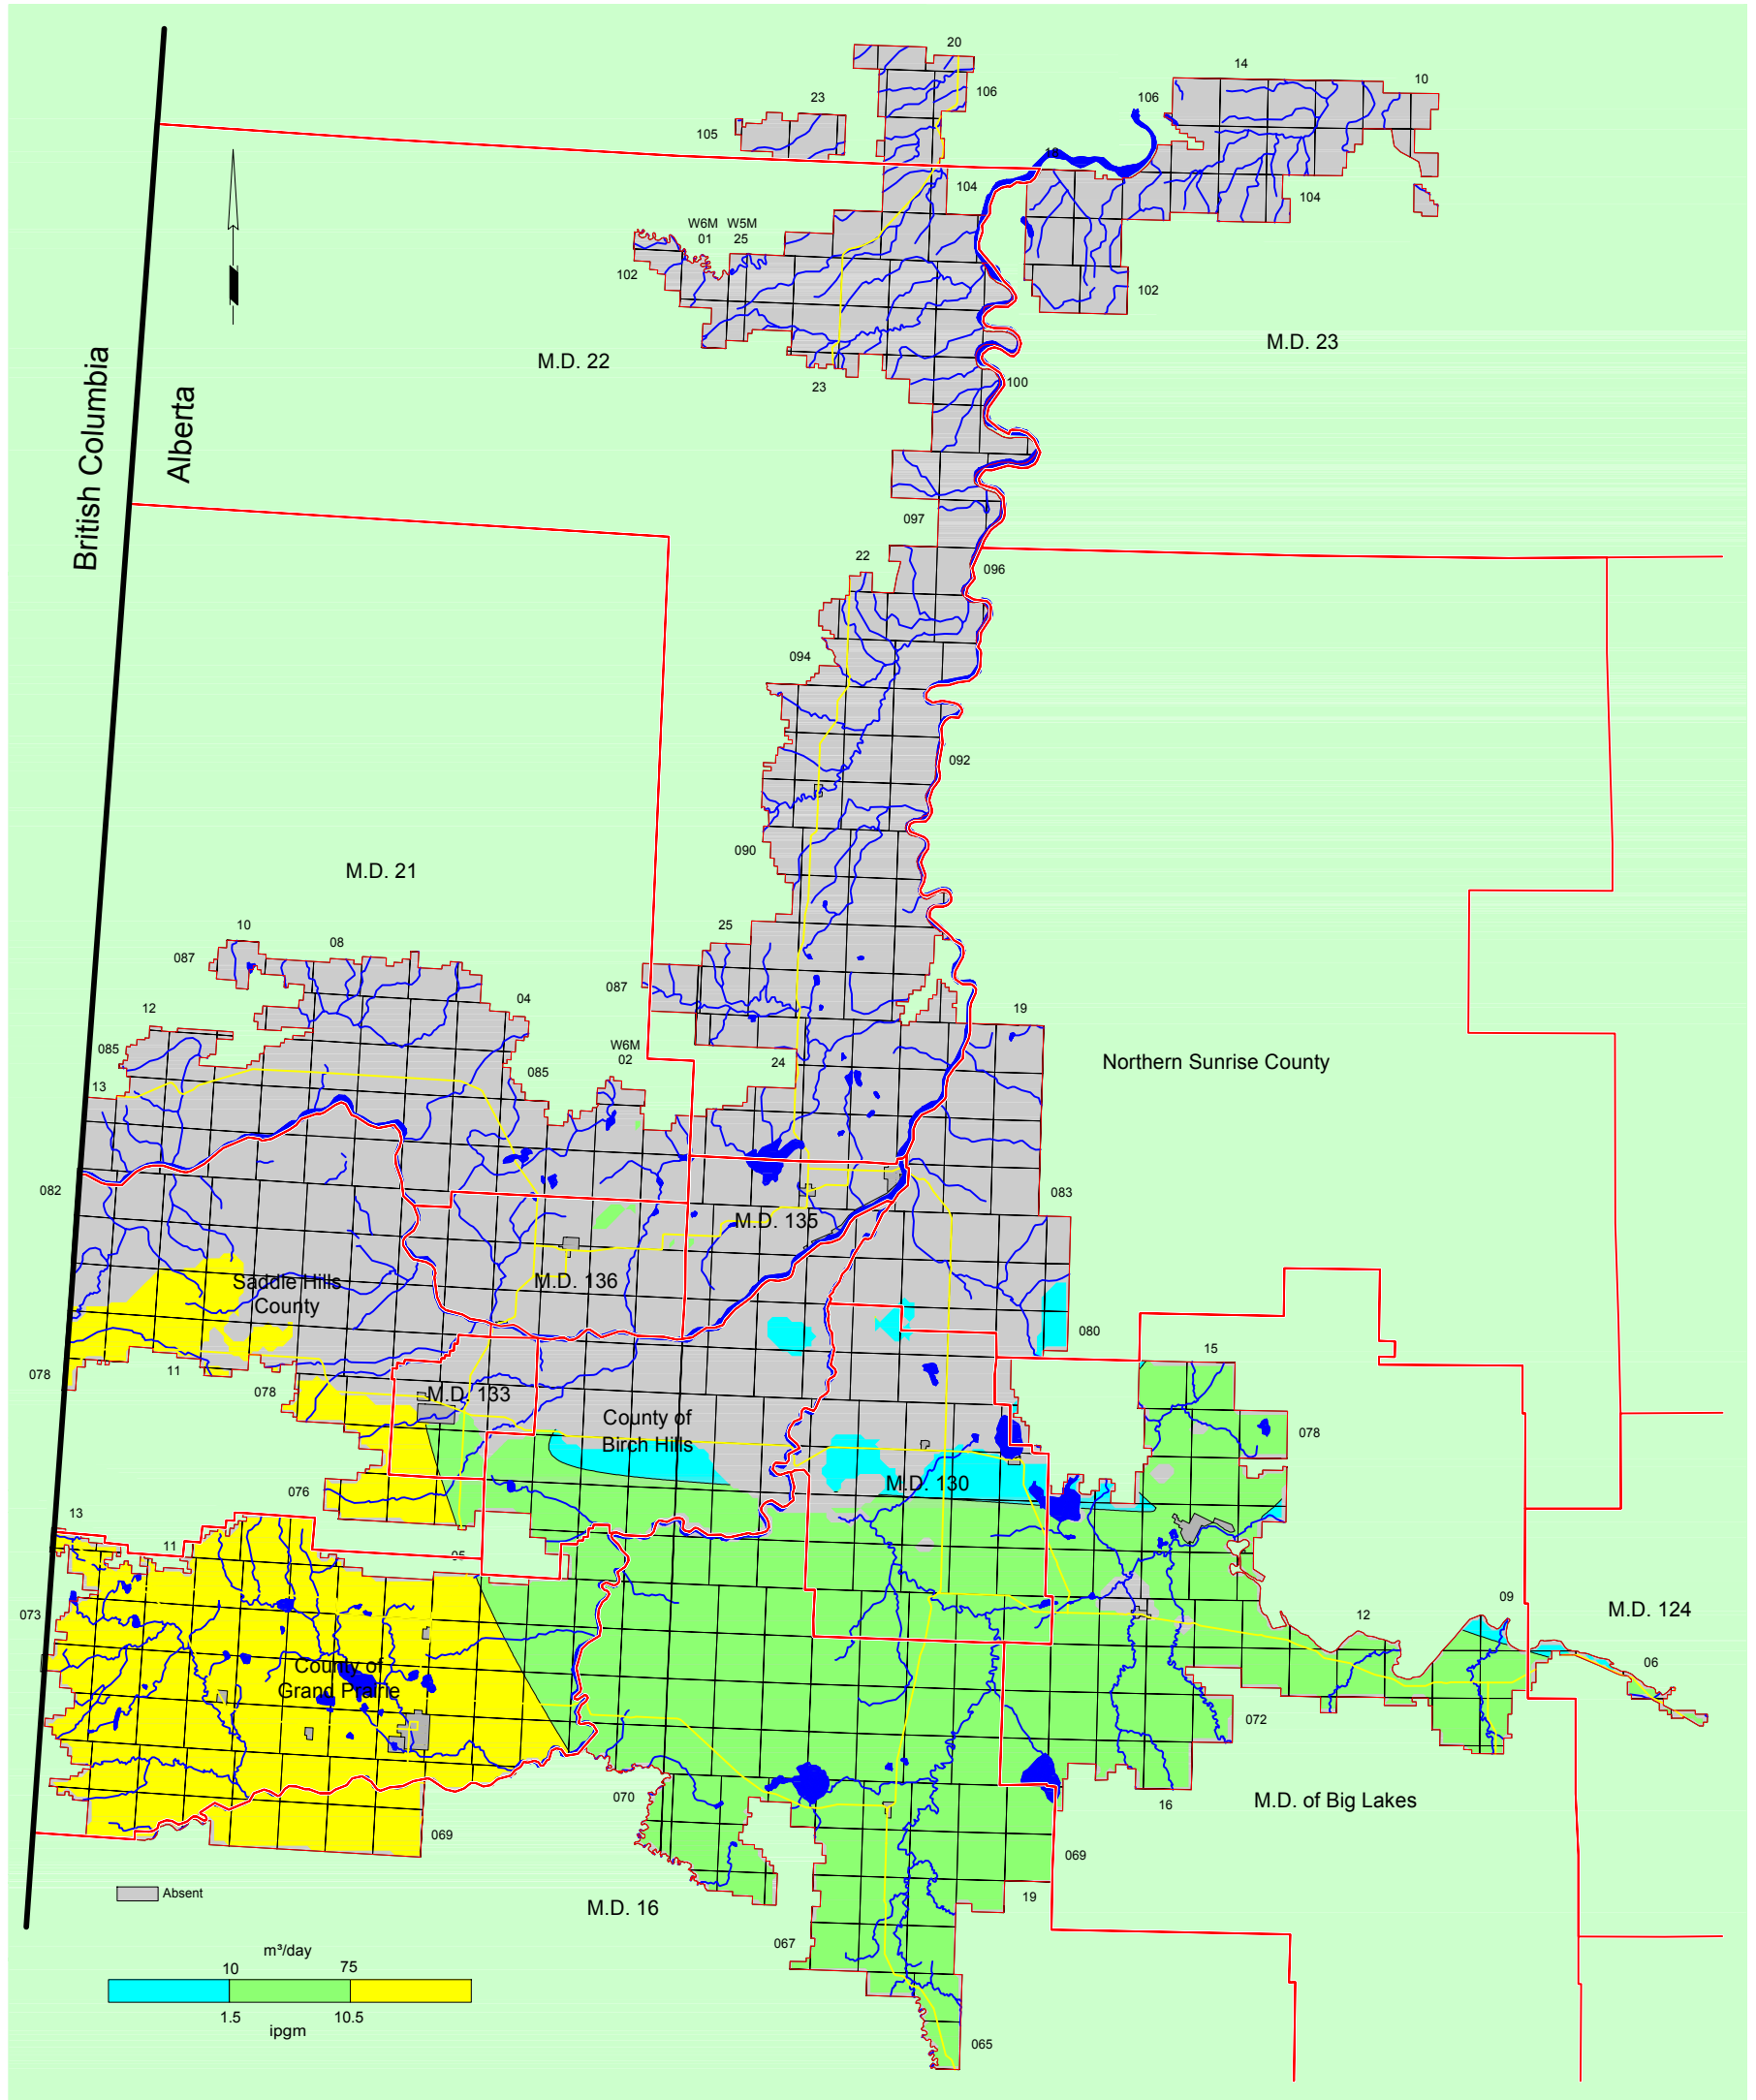 20
14
10
106
23
106
105
18
104
104
W6M W5M
01 25
102
102
M.D. 23
M.D. 22
100
23
British Columbia
Alberta
097
22
096
094
092
090
M.D. 21
25
10
08
087
087
04
12
19
W6M
02
085
24
085
Northern Sunrise County
13
082
083
M.D. 135
M.D. 136
Saddle Hills
County
080
15
078
11
078
M.D. 133
County of
Birch Hills
078
M.D. 130
076
13
11
05
073
09
12
M.D. 124
06
County of
Grand Prairie
072
070
16
M.D. of Big Lakes
069
069
Absent
19
M.D. 16
067
m³/day
10 75
1.5 10.5
ipgm
065